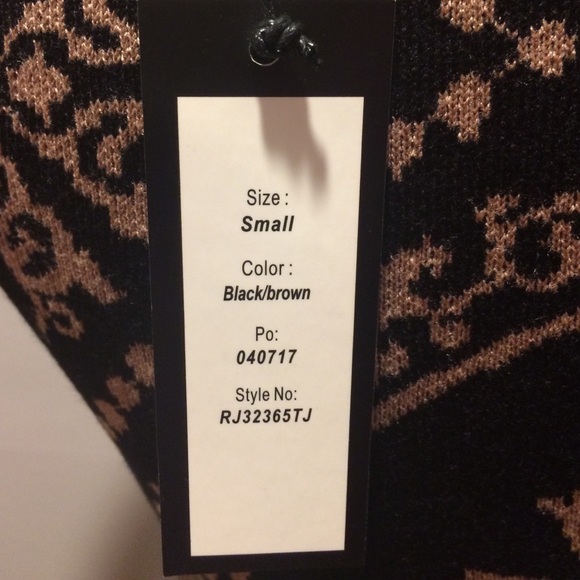 Size :
Small
Color :
Black/brown
Po:
040717
Style No:
RJ32365TJ